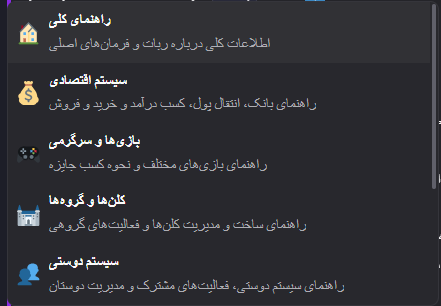 راهنمای کلی
اطلاعات کلی درباره ربات و فرمان‌های اصلی
سیستم اقتصادی
راهنمای بانک، انتقال پول، کسب درآمد و خرید و فروش
بازی‌ها و سرگرمی
راهنمای بازی‌های مختلف و نحوه کسب جایزه
کلن‌ها و گروه‌ها
راهنمای ساخت و مدیریت کلن‌ها و فعالیت‌های گروهی
سیستم دوستی
راهنمای سیستم دوستی، فعالیت‌های مشترک و مدیریت دوستان